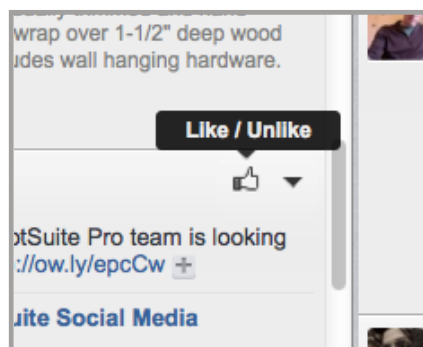 wrap over 1-1/2" deep wood
udes wall hanging hardware.
Like / Unlike
otSuite Pro team is looking
://ow.ly/epcCw +
uite Social Media